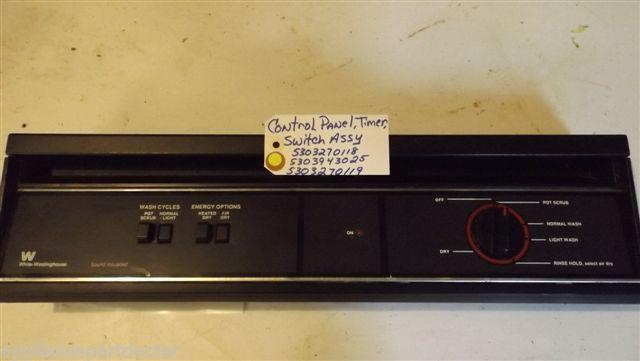 Control Panel, Timer,
Switch Assy
5303270118
5303943025
5303270119
WASH CYCLES
ENERGY OPTIONS
POT SCRUB
NORMAL -LIGHT
HEATED DRY
AIR DRY
ON
OFF
POT SCRUB
NORMAL WASH
LIGHT WASH
DRY
RINSE HOLD, select air dry
W
White-Westinghouse
Sound Insulated